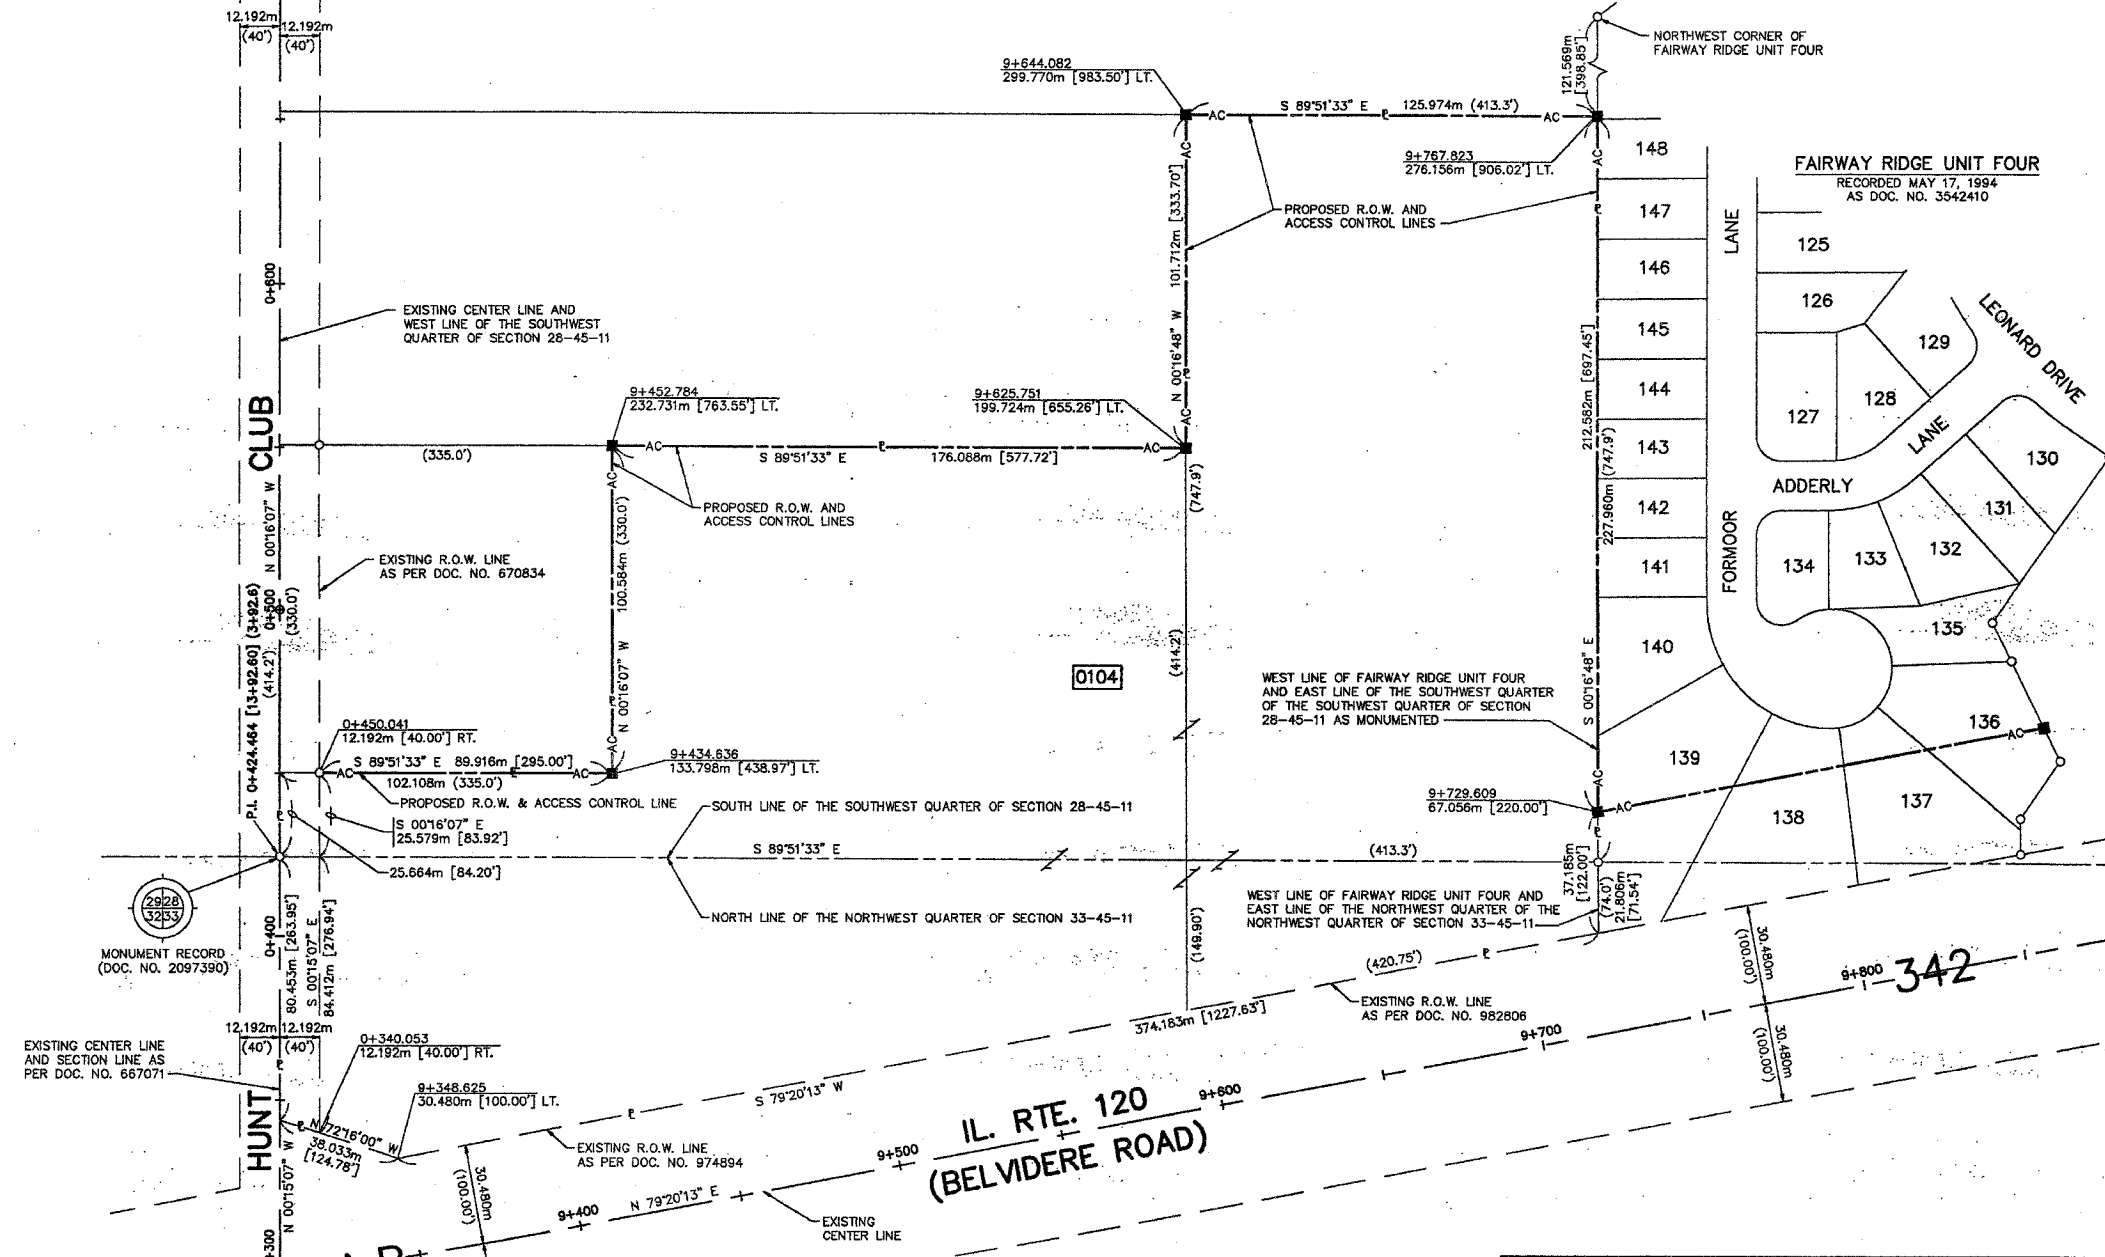 12.192m
(40')
12.192m
(40')
9+644.082
299.770m [983.50'] LT.
121.569m
[398.85']
NORTHWEST CORNER OF
FAIRWAY RIDGE UNIT FOUR
AC
S 89°51'33" E
125.974m (413.3')
AC
AC
AC
9+767.823
276.156m [906.02'] LT.
148
FAIRWAY RIDGE UNIT FOUR
RECORDED MAY 17, 1994
AS DOC. NO. 3542410
101.712m [333.70']
N 00°16'48" W
PROPOSED R.O.W. AND
ACCESS CONTROL LINES
147
LANE
125
146
126
0+600
EXISTING CENTER LINE AND
WEST LINE OF THE SOUTHWEST
QUARTER OF SECTION 28-45-11
145
129
LEONARD DRIVE
212.582m [697.45']
227.960m (747.9')
144
128
127
9+452.784
232.731m [763.55'] LT.
9+625.751
199.724m [655.26'] LT.
AC
CLUB
(335.0')
AC
AC
S 89°51'33" E
176.088m [577.72']
AC
143
LANE
130
N 00°16'07" W
(747.9')
PROPOSED R.O.W. AND
ACCESS CONTROL LINES
142
ADDERLY
131
EXISTING R.O.W. LINE
AS PER DOC. NO. 670834
100.584m (330.0')
N 00°16'07" W
141
FORMOOR
134
133
132
0+500
(330.0')
(414.2')
P.I. 0+424.464 [13+92.60] (3+92.6)
(414.2')
0104
S 00°16'48" E
140
135
WEST LINE OF FAIRWAY RIDGE UNIT FOUR
AND EAST LINE OF THE SOUTHWEST QUARTER
OF THE SOUTHWEST QUARTER OF SECTION
28-45-11 AS MONUMENTED
136
AC
0+450.041
12.192m [40.00'] RT.
AC
S 89°51'33" E
89.916m [295.00']
AC
AC
102.108m (335.0')
9+434.636
133.798m [438.97'] LT.
139
PROPOSED R.O.W. & ACCESS CONTROL LINE
AC
AC
9+729.609
67.056m [220.00']
138
137
SOUTH LINE OF THE SOUTHWEST QUARTER OF SECTION 28-45-11
S 00°16'07" E
25.579m [83.92']
S 89°51'33" E
(413.3')
25.664m [84.20']
37.185m
[122.00']
(74.0')
21.806m
[71.54']
29 28
32 33
MONUMENT RECORD
(DOC. NO. 2097390)
NORTH LINE OF THE NORTHWEST QUARTER OF SECTION 33-45-11
WEST LINE OF FAIRWAY RIDGE UNIT FOUR AND
EAST LINE OF THE NORTHWEST QUARTER OF THE
NORTHWEST QUARTER OF SECTION 33-45-11
0+400
80.453m [263.95']
S 00°15'07" E
84.412m [276.94']
(149.90')
(420.75')
30.480m
(100.00')
9+800
342
EXISTING R.O.W. LINE
AS PER DOC. NO. 982806
374.183m [1227.63']
12.192m
(40')
12.192m
(40')
EXISTING CENTER LINE
AND SECTION LINE AS
PER DOC. NO. 667071
0+340.053
12.192m [40.00'] RT.
9+348.625
30.480m [100.00'] LT.
9+700
30.480m
(100.00')
S 79°20'13" W
9+600
HUNT
N 72°16'00" W
38.033m
[124.78']
N 00°15'07" W
EXISTING R.O.W. LINE
AS PER DOC. NO. 974894
9+500
IL. RTE. 120
(BELVIDERE ROAD)
30.480m
(100.00')
9+400
N 79°20'13" E
EXISTING
CENTER LINE
+300